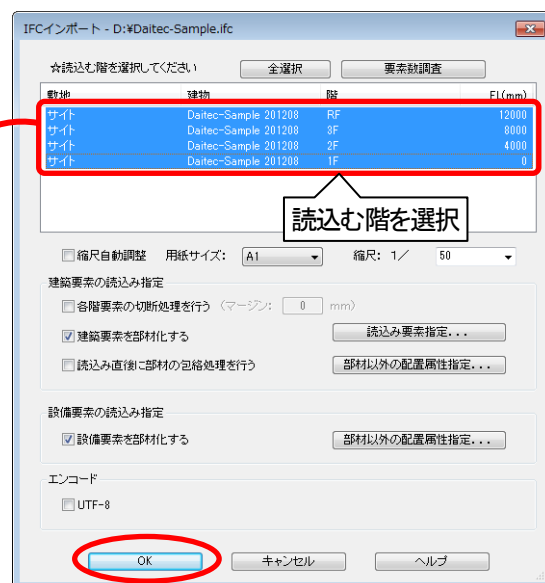 IFCインポート - D:¥Daitec-Sample.ifc
☆読込む階を選択してください 全選択 要素数調査
敷地 建物 階 FL(mm)
サイト Daitec-Sample 201208 RF 12000
サイト Daitec-Sample 201208 3F 8000
サイト Daitec-Sample 201208 2F 4000
サイト Daitec-Sample 201208 1F 0
読込む階を選択
縮尺自動調整 用紙サイズ: A1 縮尺: 1/ 50
建築要素の読込み指定
各階要素の切断処理を行う (マージン: 0 mm)
建築要素を部材化する 読込み要素指定...
読込み直後に部材の包絡処理を行う 部材以外の配置属性指定...
設備要素の読込み指定
設備要素を部材化する 部材以外の配置属性指定...
エンコード
UTF-8
OK キャンセル ヘルプ